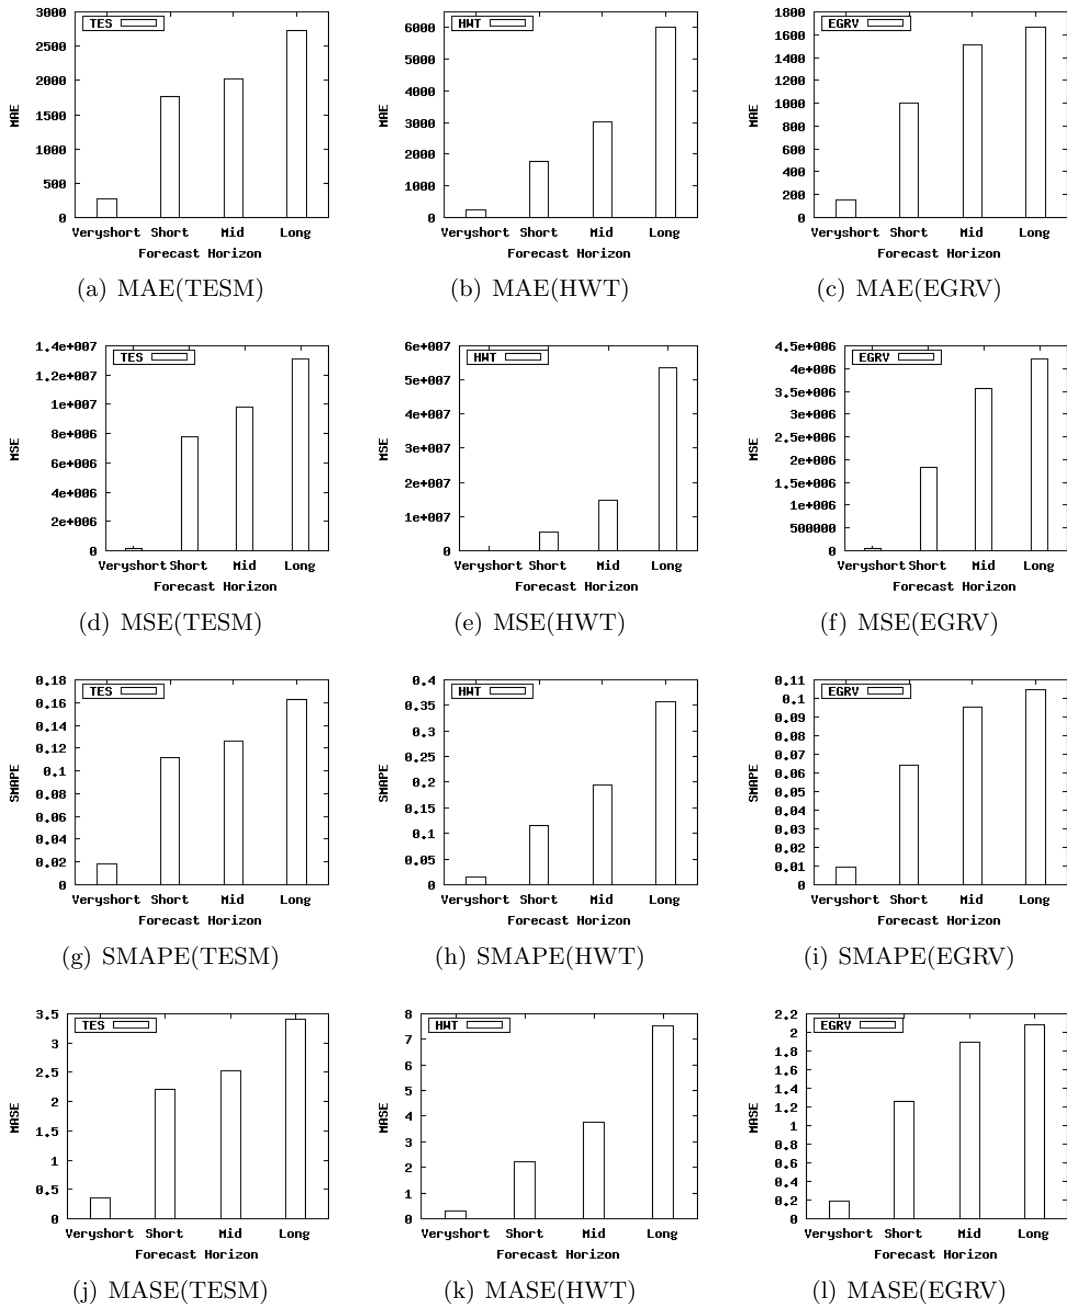 TES
MAE
3000
2500
2000
1500
1000
500
0
Veryshort Short Mid Long
Forecast Horizon
(a) MAE(TESM)
HWT
MAE
6000
5000
4000
3000
2000
1000
0
Veryshort Short Mid Long
Forecast Horizon
(b) MAE(HWT)
EGRV
MAE
1800
1600
1400
1200
1000
800
600
400
200
0
Veryshort Short Mid Long
Forecast Horizon
(c) MAE(EGRV)
TES
MSE
1.4e+007
1.2e+007
1e+007
8e+006
6e+006
4e+006
2e+006
0
Veryshort Short Mid Long
Forecast Horizon
(d) MSE(TESM)
HWT
MSE
6e+007
5e+007
4e+007
3e+007
2e+007
1e+007
0
Veryshort Short Mid Long
Forecast Horizon
(e) MSE(HWT)
EGRV
MSE
4.5e+006
4e+006
3.5e+006
3e+006
2.5e+006
2e+006
1.5e+006
1e+006
500000
0
Veryshort Short Mid Long
Forecast Horizon
(f) MSE(EGRV)
TES
SMAPE
0.18
0.16
0.14
0.12
0.1
0.08
0.06
0.04
0.02
0
Veryshort Short Mid Long
Forecast Horizon
(g) SMAPE(TESM)
HWT
SMAPE
0.4
0.35
0.3
0.25
0.2
0.15
0.1
0.05
0
Veryshort Short Mid Long
Forecast Horizon
(h) SMAPE(HWT)
EGRV
SMAPE
0.11
0.1
0.09
0.08
0.07
0.06
0.05
0.04
0.03
0.02
0.01
0
Veryshort Short Mid Long
Forecast Horizon
(i) SMAPE(EGRV)
TES
MASE
3.5
3
2.5
2
1.5
1
0.5
0
Veryshort Short Mid Long
Forecast Horizon
(j) MASE(TESM)
HWT
MASE
8
7
6
5
4
3
2
1
0
Veryshort Short Mid Long
Forecast Horizon
(k) MASE(HWT)
EGRV
MASE
2.2
2
1.8
1.6
1.4
1.2
1
0.8
0.6
0.4
0.2
0
Veryshort Short Mid Long
Forecast Horizon
(l) MASE(EGRV)